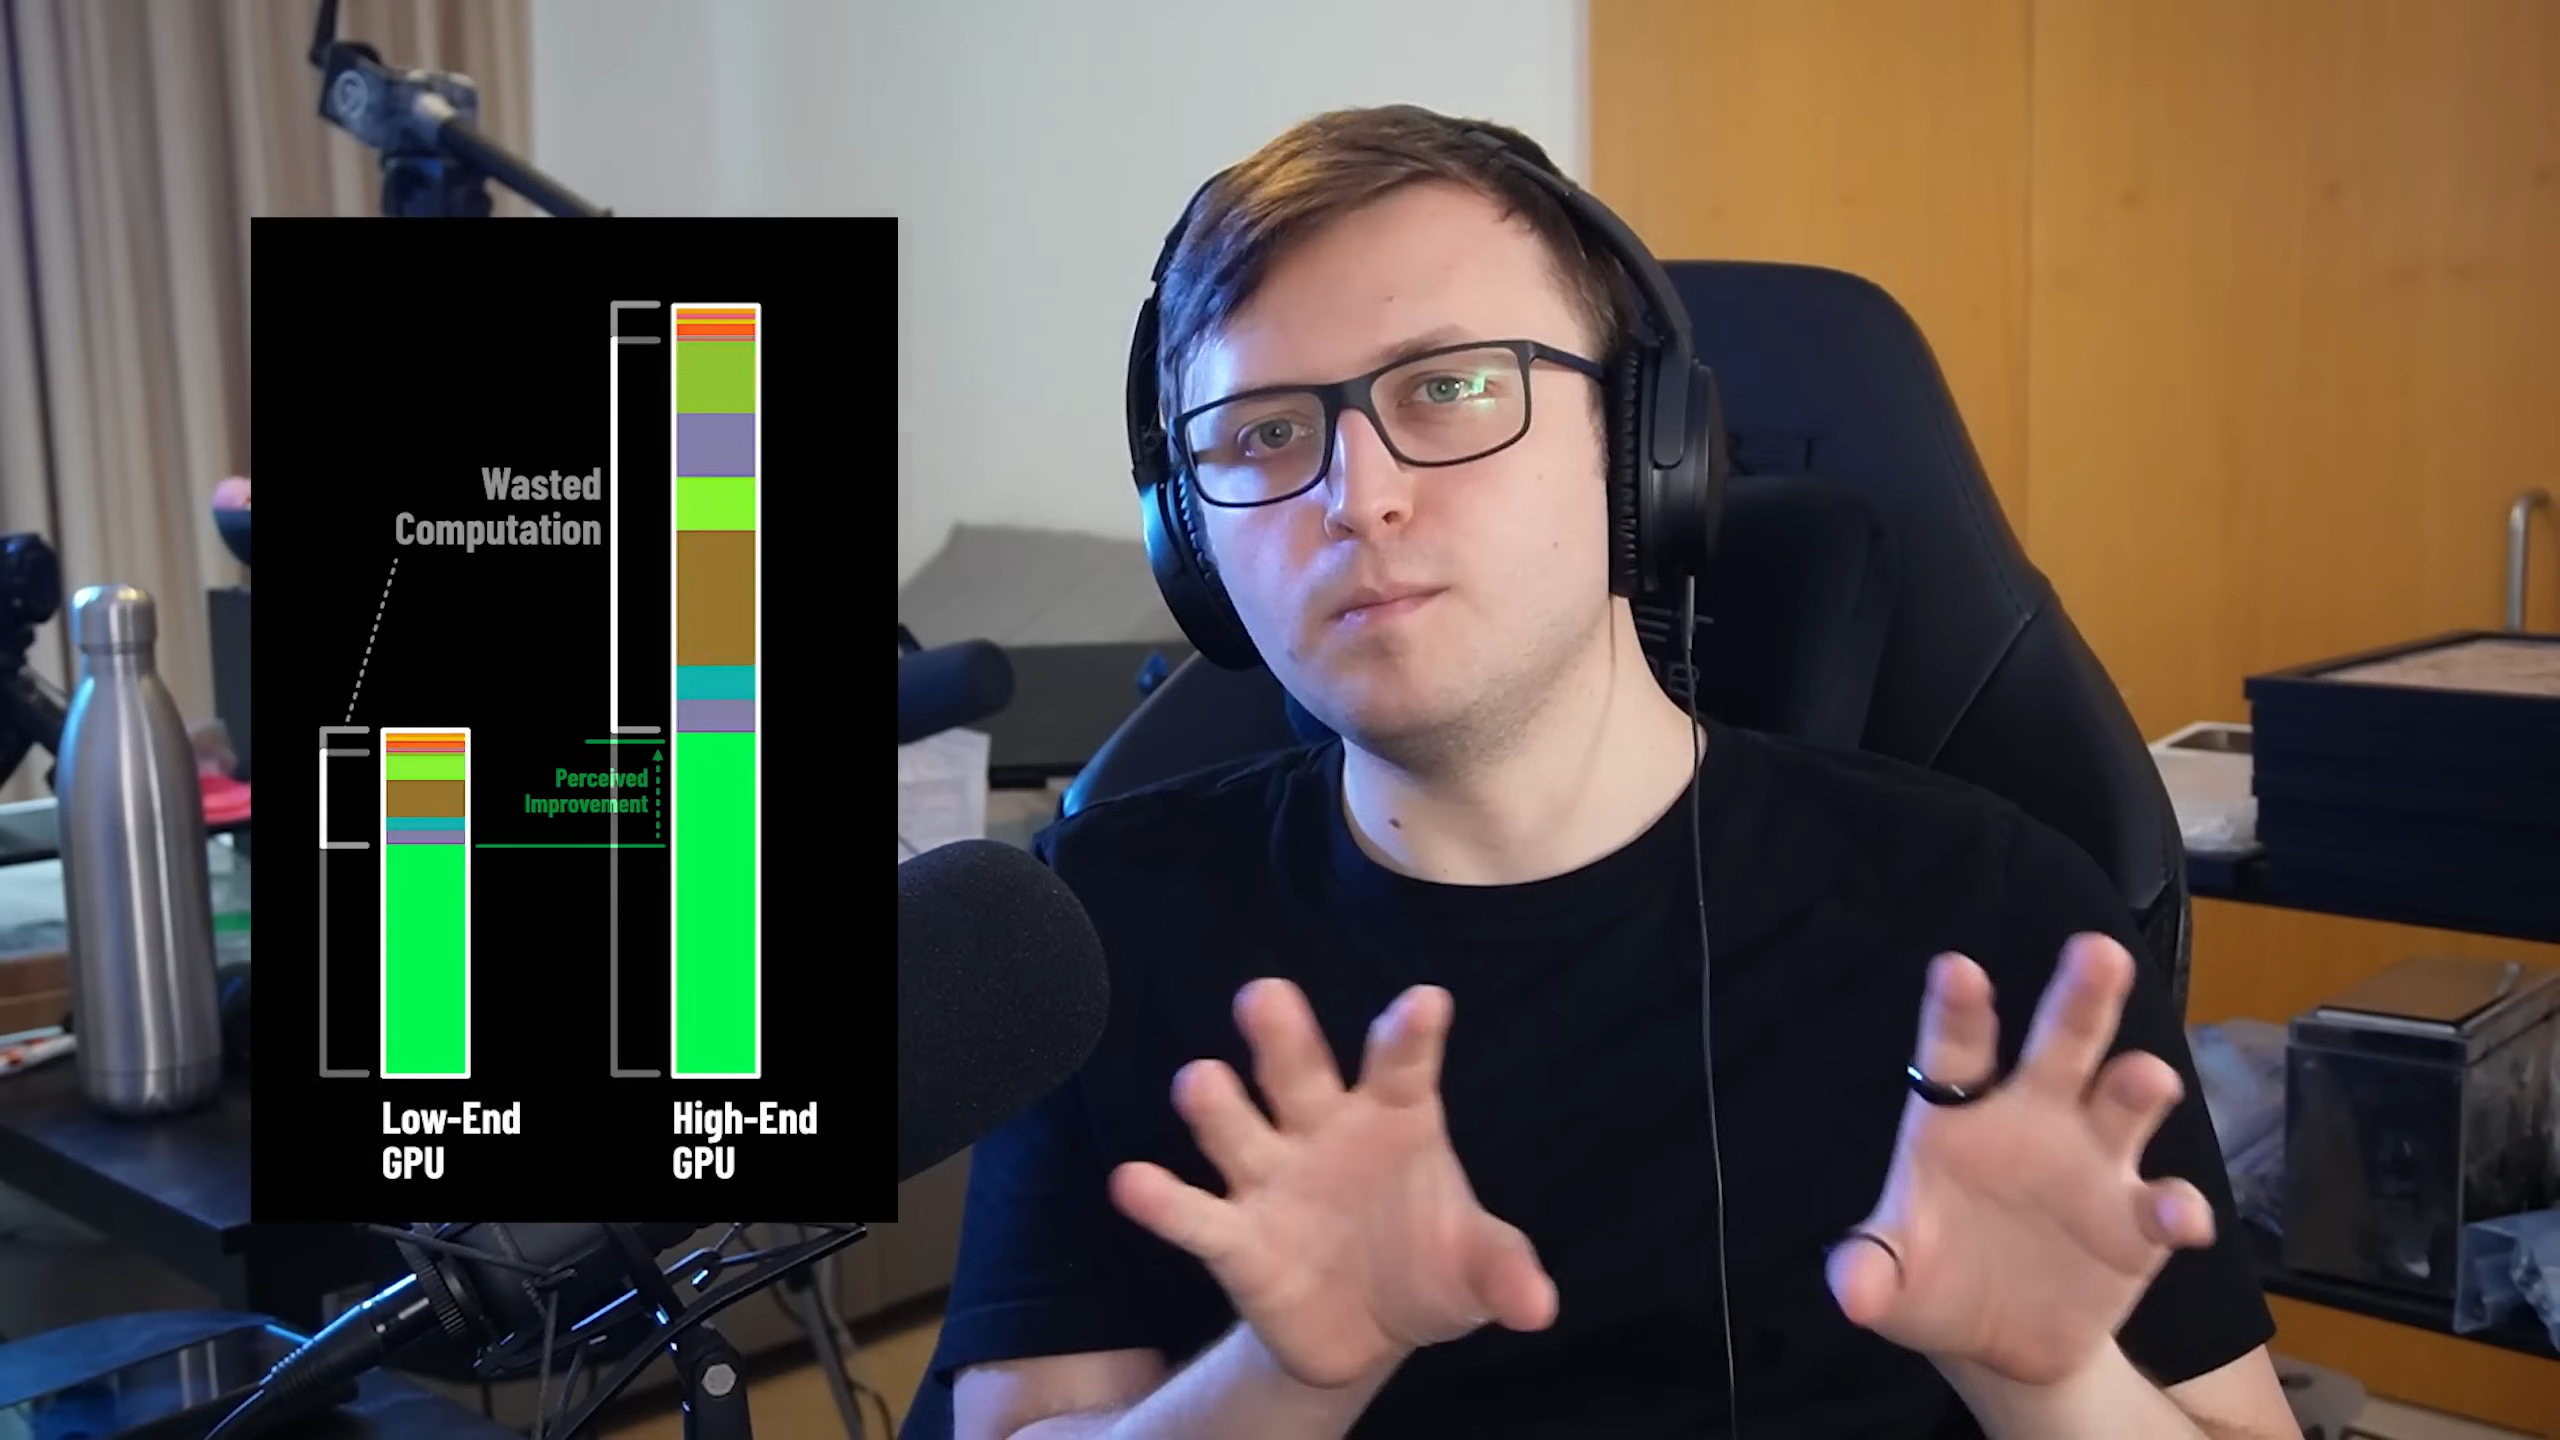 Wasted
Computation
Perceived
Improvement
Low-End
GPU
High-End
GPU